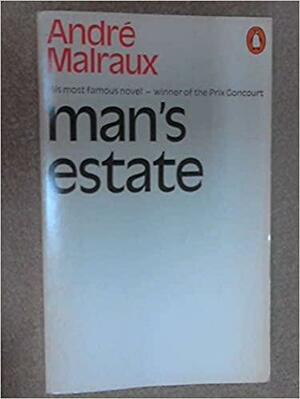 André
Malraux
his most famous novel – winner of the Prix Goncourt
man's
estate